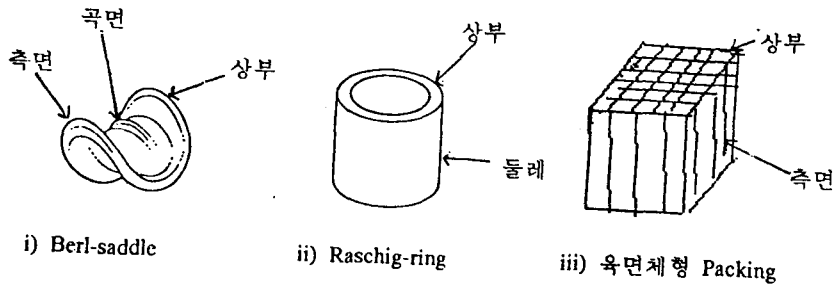 곡면
측면
상부
상부
둘레
상부
측면
i) Berl-saddle
ii) Raschig-ring
iii) 육면체형 Packing